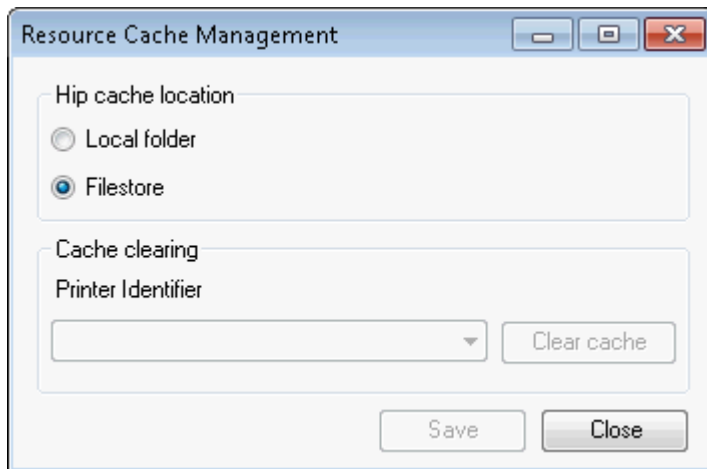 Resource Cache Management
Hip cache location
Local folder
Filestore
Cache clearing
Printer Identifier
Clear cache
Save
Close